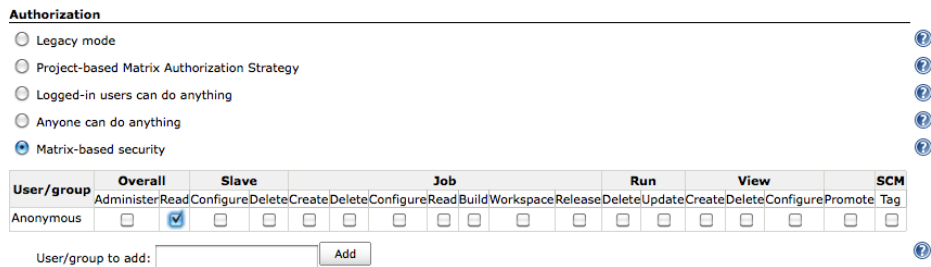 Authorization
Legacy mode
Project-based Matrix Authorization Strategy
Logged-in users can do anything
Anyone can do anything
Matrix-based security
User/group Overall Slave Job Run View SCM
Administer Read Configure Delete Create Delete Configure Read Build Workspace Release Delete Update Create Delete Configure Promote Tag
Anonymous
User/group to add: Add